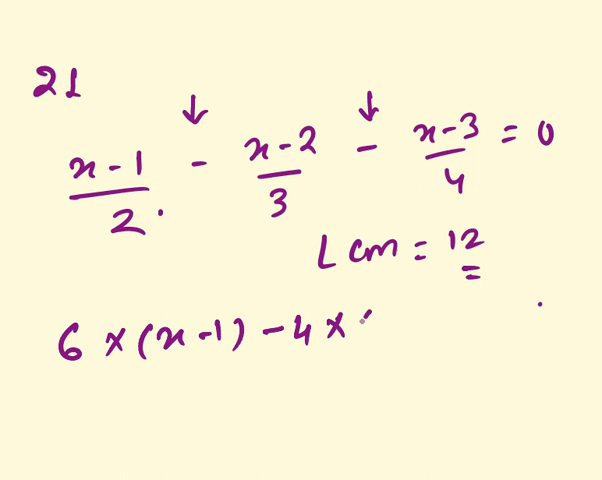 21
x-1/2. - x-2/3 - x-3/4 = 0
Lcm = 12
6 × (x-1) - 4 ×